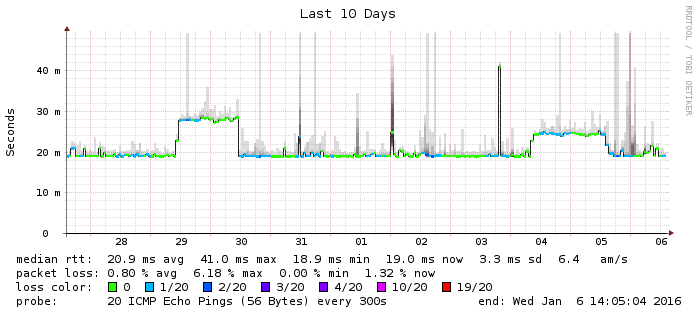 Last 10 Days
RRDTOOL / TOBI OETIKER
Seconds
40 m
30 m
20 m
10 m
0
28 29 30 31 01 02 03 04 05 06
median rtt: 20.9 ms avg 41.0 ms max 18.9 ms min 19.0 ms now 3.3 ms sd 6.4 am/s
packet loss: 0.80 % avg 6.18 % max 0.00 % min 1.32 % now
loss color: 0 1/20 2/20 3/20 4/20 10/20 19/20
probe: 20 ICMP Echo Pings (56 Bytes) every 300s end: Wed Jan 6 14:05:04 2016